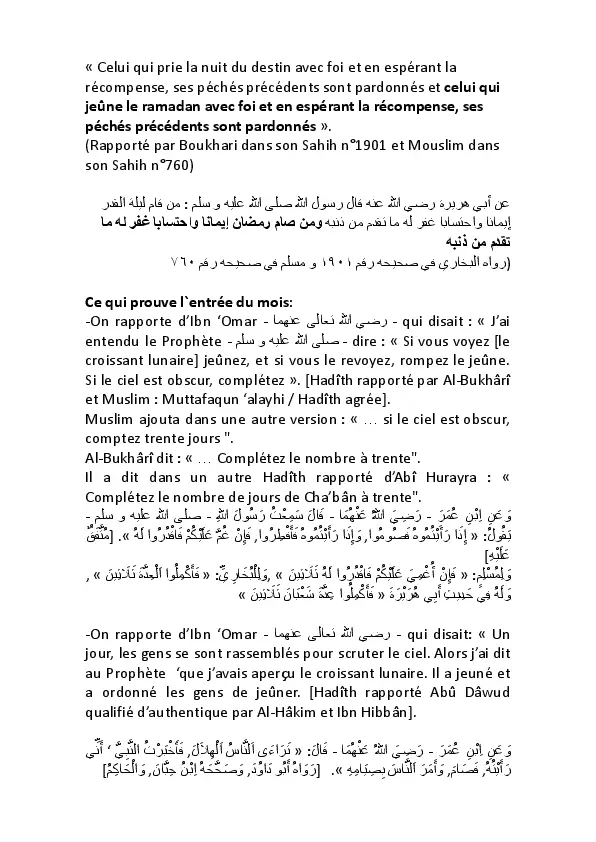 « Celui qui prie la nuit du destin avec foi et en espérant la
récompense, ses péchés précédents sont pardonnés et celui qui
jeûne le ramadan avec foi et en espérant la récompense, ses
péchés précédents sont pardonnés ».
(Rapporté par Boukhari dans son Sahih n°1901 et Mouslim dans
son Sahih n°760)
عن أبي هريرة رضي الله عنه قال رسول الله صلى الله عليه و سلم : من قام ليلة القدر
إيمانا واحتسابا غفر له ما تقدم من ذنبه ومن صام رمضان إيمانا واحتسابا غفر له ما
تقدم من ذنبه
(رواه البخاري في صحيحه رقم ١٩٠١ و مسلم في صحيحه رقم ٧٦٠
Ce qui prouve l`entrée du mois:
-On rapporte d’Ibn ‘Omar - رضي الله تعالى عنهما - qui disait : « J’ai
entendu le Prophète - صلى الله عليه و سلم - dire : « Si vous voyez [le
croissant lunaire] jeûnez, et si vous le revoyez, rompez le jeûne.
Si le ciel est obscur, complétez ». [Hadîth rapporté par Al-Bukhârî
et Muslim : Muttafaqun ‘alayhi / Hadîth agrée].
Muslim ajouta dans une autre version : « … si le ciel est obscur,
comptez trente jours ".
Al-Bukhârî dit : « … Complétez le nombre à trente".
Il a dit dans un autre Hadîth rapporté d’Abî Hurayra : «
Complétez le nombre de jours de Cha’bân à trente".
وَعَنِ اِبْنِ عُمَرَ - رَضِيَ اللَّهُ عَنْهُمَا - قَالَ سَمِعْتُ رَسُولَ اللهِ - صلى الله عليه و سلم -
يَقُولُ: « إِذَا رَأَيْتُمُوهُ فَصُومُوا, وَإِذَا رَأَيْتُمُوهُ فَأَفْطِرُوا, فَإِنْ غُمَّ عَلَيْكُمْ فَاقْدُرُوا لَهُ ». [مُتَّفَقٌ
عَلَيْهِ]
وَلِمُسْلِمٍ: « فَإِنْ أُغْمِيَ عَلَيْكُمْ فَاقْدُرُوا لَهُ ثَلَاثِينَ » ,وَلِلْبُخَارِيِّ: « فَأَكْمِلُوا اَلْعِدَّةَ ثَلَاثِينَ » ,
وَلَهُ فِي حَدِيثِ أَبِي هُرَيْرَةَ « فَأَكْمِلُوا عِدَّةَ شَعْبَانَ ثَلَاثِينَ »
-On rapporte d’Ibn ‘Omar - رضي الله تعالى عنهما - qui disait: « Un
jour, les gens se sont rassemblés pour scruter le ciel. Alors j’ai dit
au Prophète ‘que j’avais aperçu le croissant lunaire. Il a jeuné et
a ordonné les gens de jeûner. [Hadîth rapporté Abû Dâwud
qualifié d’authentique par Al-Hâkim et Ibn Hibbân].
وَعَنِ اِبْنِ عُمَرَ - رَضِيَ اللَّهُ عَنْهُمَا - قَالَ: « تَرَاءَى اَلنَّاسُ اَلْهِلَالَ, فَأَخْبَرْتُ النَّبِيَّ ‘ أَنِّي
رَأَيْتُهُ, فَصَامَ, وَأَمَرَ اَلنَّاسَ بِصِيَامِهِ ». [رَوَاهُ أَبُو دَاوُدَ, وَصَحَّحَهُ اِبْنُ حِبَّانَ, وَالْحَاكِمُ]